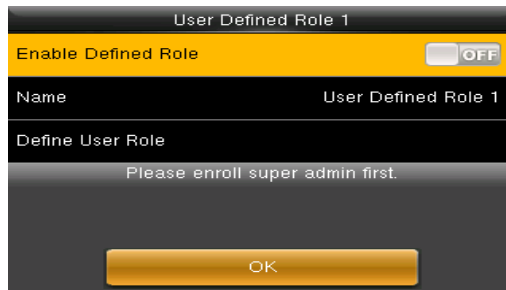 User Defined Role 1
Enable Defined Role OFF
Name User Defined Role 1
Define User Role
Please enroll super admin first.
OK